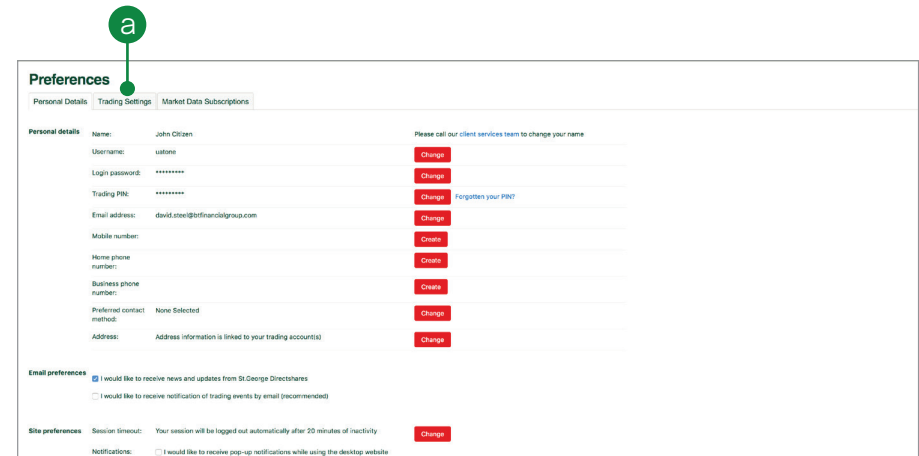 a
Preferences
Personal Details Trading Settings Market Data Subscriptions
Personal details Name: John Citizen Please call our client services team to change your name
Username: uatone Change
Login password: ********* Change
Trading PIN: ********* Change Forgotten your PIN?
Email address: david.steel@btfinancialgroup.com Change
Mobile number: Create
Home phone
number: Create
Business phone
number: Create
Preferred contact
method: None Selected Change
Address: Address information is linked to your trading account(s) Change
Email preferences I would like to receive news and updates from St.George Directshares
I would like to receive notification of trading events by email (recommended)
Site preferences Session timeout: Your session will be logged out automatically after 20 minutes of inactivity Change
Notifications: I would like to receive pop-up notifications while using the desktop website